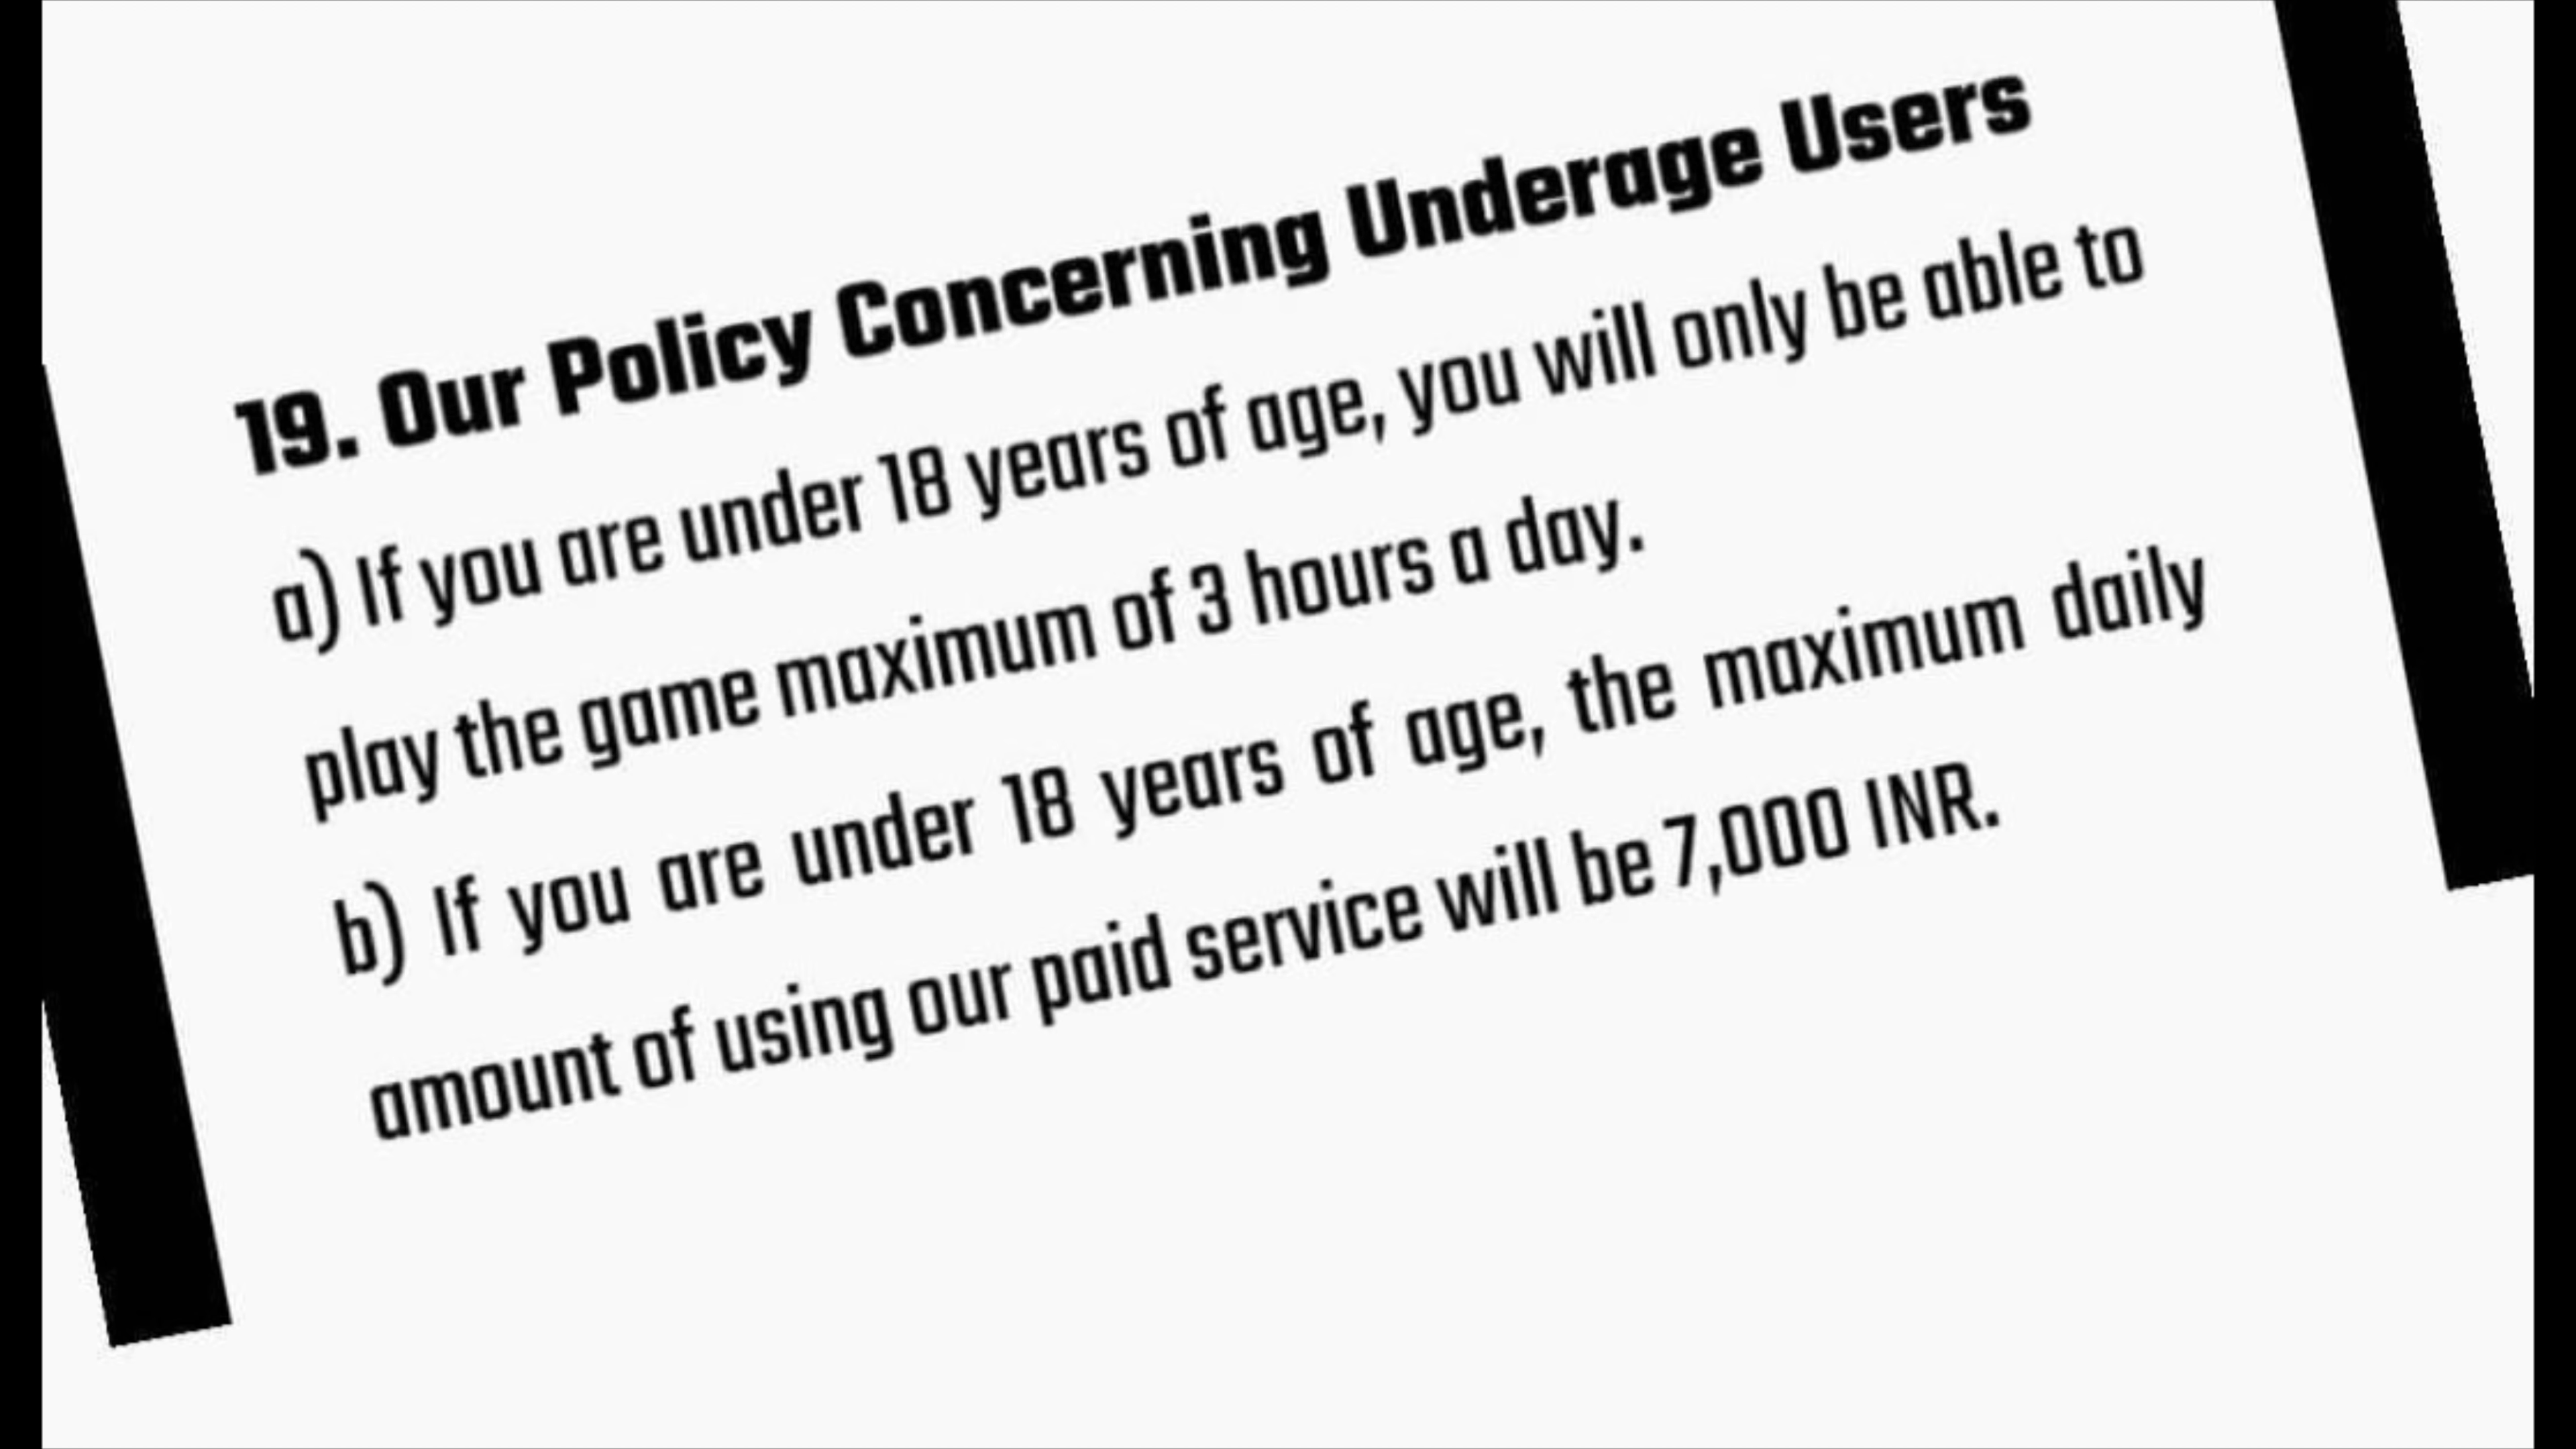 19. Our Policy Concerning Underage Users
a) If you are under 18 years of age, you will only be able to
play the game maximum of 3 hours a day.
b) If you are under 18 years of age, the maximum daily
amount of using our paid service will be 7,000 INR.